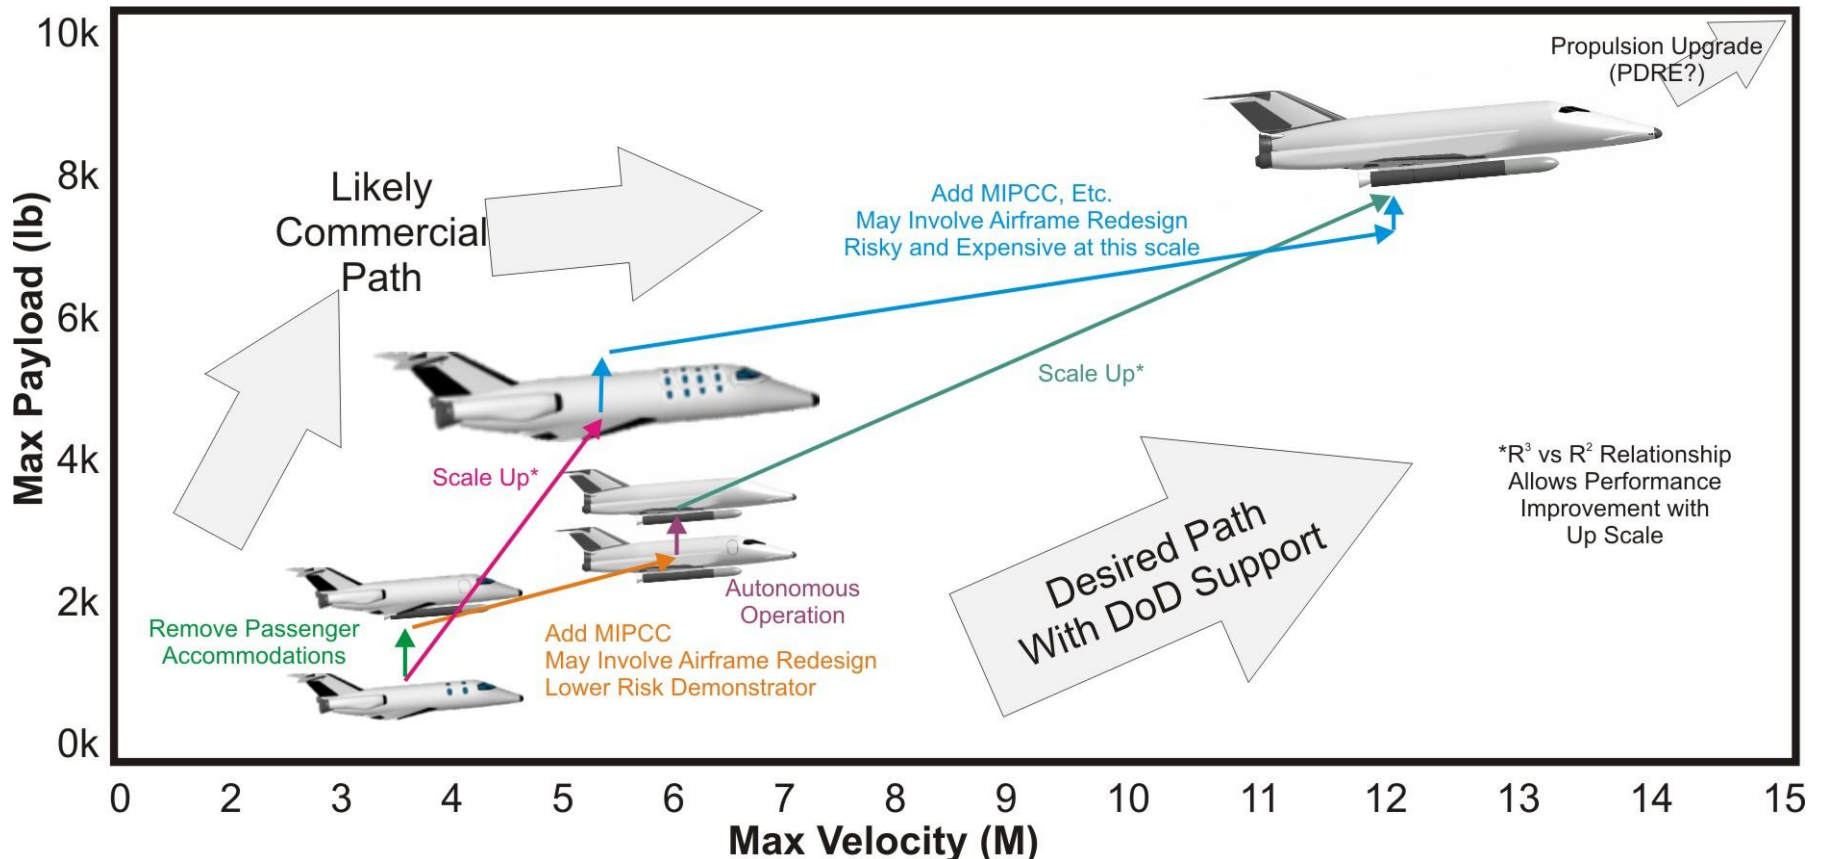 Max Payload (lb)
10k
8k
6k
4k
2k
0k
Propulsion Upgrade
(PDRE?)
Likely
Commercial
Path
Add MIPCC, Etc.
May Involve Airframe Redesign
Risky and Expensive at this scale
Scale Up*
Scale Up*
*R³ vs R² Relationship
Allows Performance
Improvement with
Up Scale
Desired Path
With DoD Support
Autonomous
Operation
Remove Passenger
Accommodations
Add MIPCC
May Involve Airframe Redesign
Lower Risk Demonstrator
0 2 3 4 5 6 7 8 9 10 11 12 13 14 15
Max Velocity (M)